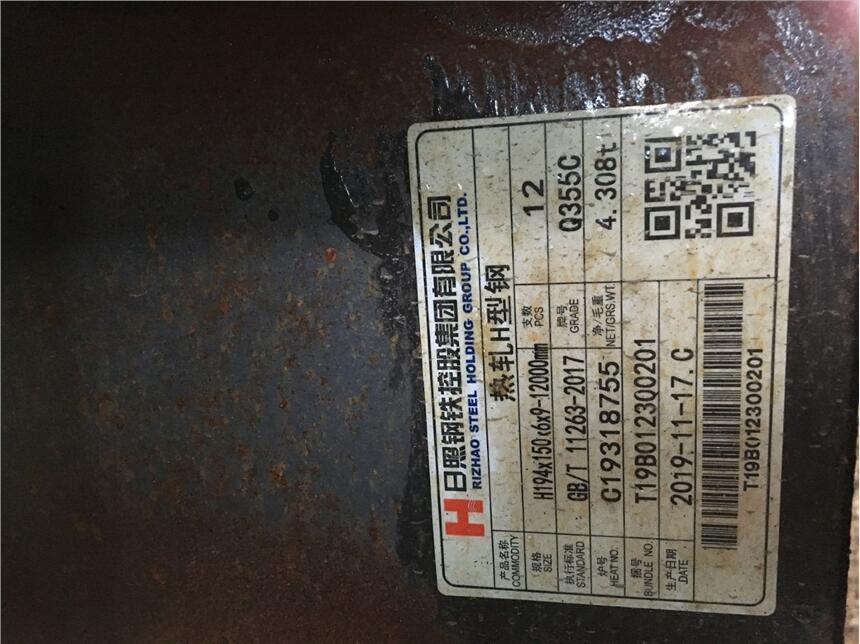 日照钢铁控股集团有限公司
RIZHAO STEEL HOLDING GROUP CO.,LTD.
产品名称
COMMODITY
热轧H型钢
规格
SIZE
H194x150(6x9-12000mm
支数
PCS
12
执行标准
STANDARD
GB/T 11263-2017
牌号
GRADE
Q355C
炉号
HEAT NO.
C19318755
净/毛重
NET/GRS.WT.
4.308t
捆号
BUNDLE NO.
T19B012300201
生产日期
DATE
2019-11-17.C
T19B012300201